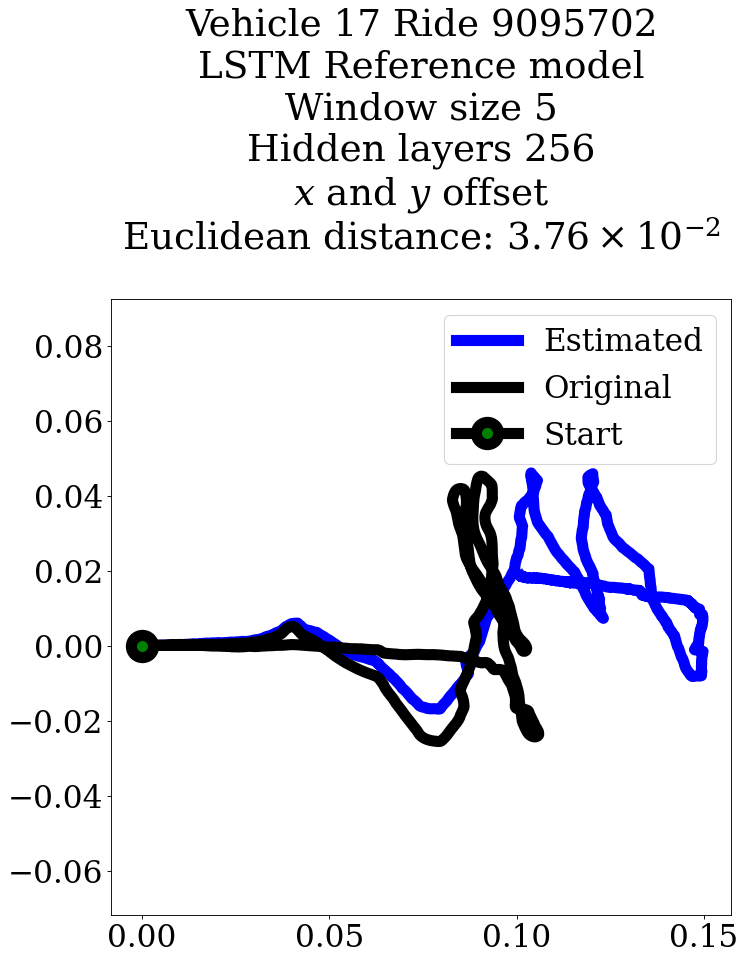 Vehicle 17 Ride 9095702
LSTM Reference model
Window size 5
Hidden layers 256
x and y offset
Euclidean distance: 3.76 × 10⁻²
Estimated
Original
Start
0.08
0.06
0.04
0.02
0.00
−0.02
−0.04
−0.06
0.00 0.05 0.10 0.15